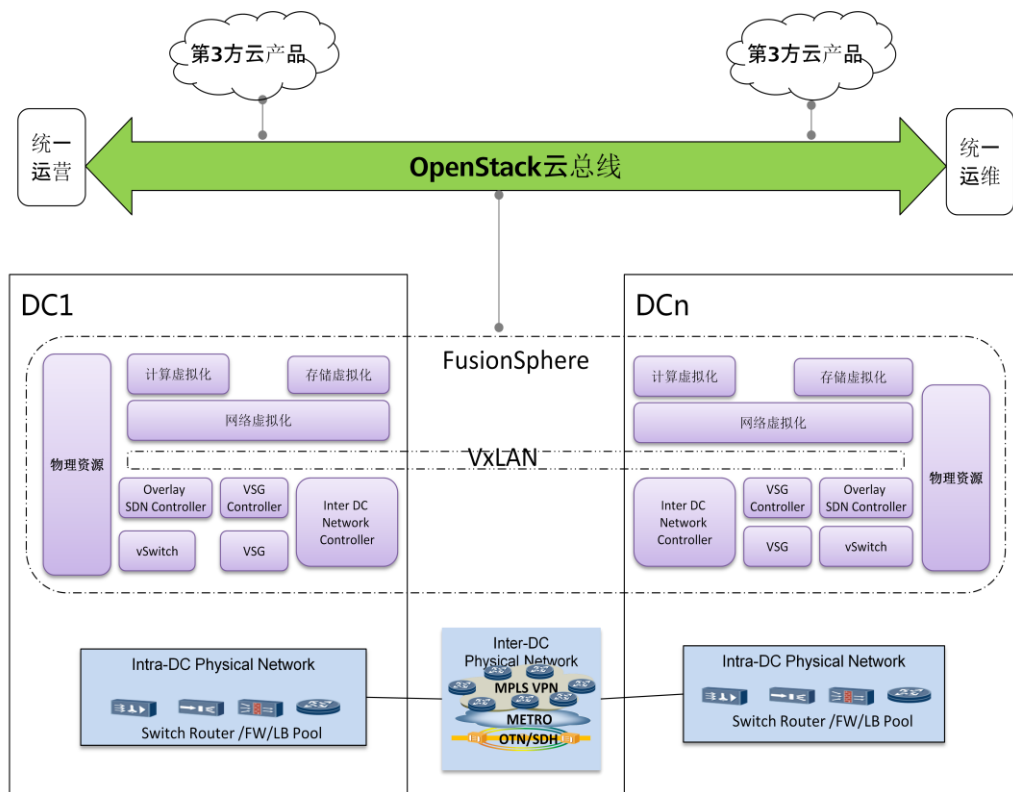 第3方云产品
第3方云产品
统一
运营
OpenStack云总线
统一
运维
DC1
DCn
FusionSphere
计算虚拟化
存储虚拟化
网络虚拟化
物理资源
计算虚拟化
存储虚拟化
网络虚拟化
物理资源
VxLAN
Overlay
SDN Controller
VSG
Controller
Inter DC
Network
Controller
vSwitch
VSG
Inter DC
Network
Controller
VSG
Controller
Overlay
SDN Controller
VSG
vSwitch
Intra-DC Physical Network
Switch Router /FW/LB Pool
Inter-DC
Physical Network
MPLS VPN
METRO
OTN/SDH
Intra-DC Physical Network
Switch Router /FW/LB Pool